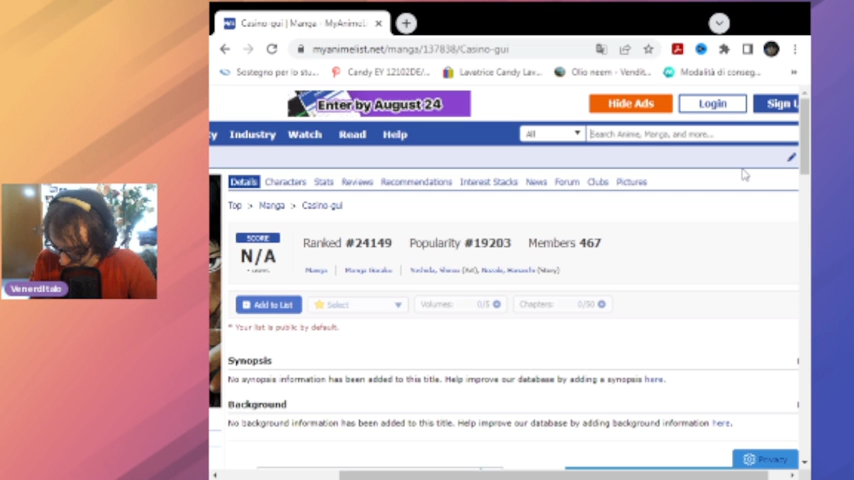 Casino-gui | Manga - MyAnimeL
myanimelist.net/manga/137838/Casino-gui
Sostegno per lo stu...
Candy EY 12102DE/...
Lavatrice Candy Lav...
Olio neem - Vendit...
Modalità di conseg...
»
Enter by August 24
Hide Ads
Login
Sign U
ty Industry Watch Read Help
All
Search Anime, Manga, and more...
Details Characters Stats Reviews Recommendations Interest Stacks News Forum Clubs Pictures
Top > Manga > Casino-gui
SCORE
N/A
- users
Ranked #24149 Popularity #19203 Members 467
Manga
(Art),
(Story)
Add to List
Select
Volumes: 0/5
Chapters: 0/50
* Your list is public by default.
VenerdItalo
Synopsis
No synopsis information has been added to this title. Help improve our database by adding a synopsis here.
Background
No background information has been added to this title. Help improve our database by adding background information here.
Privacy